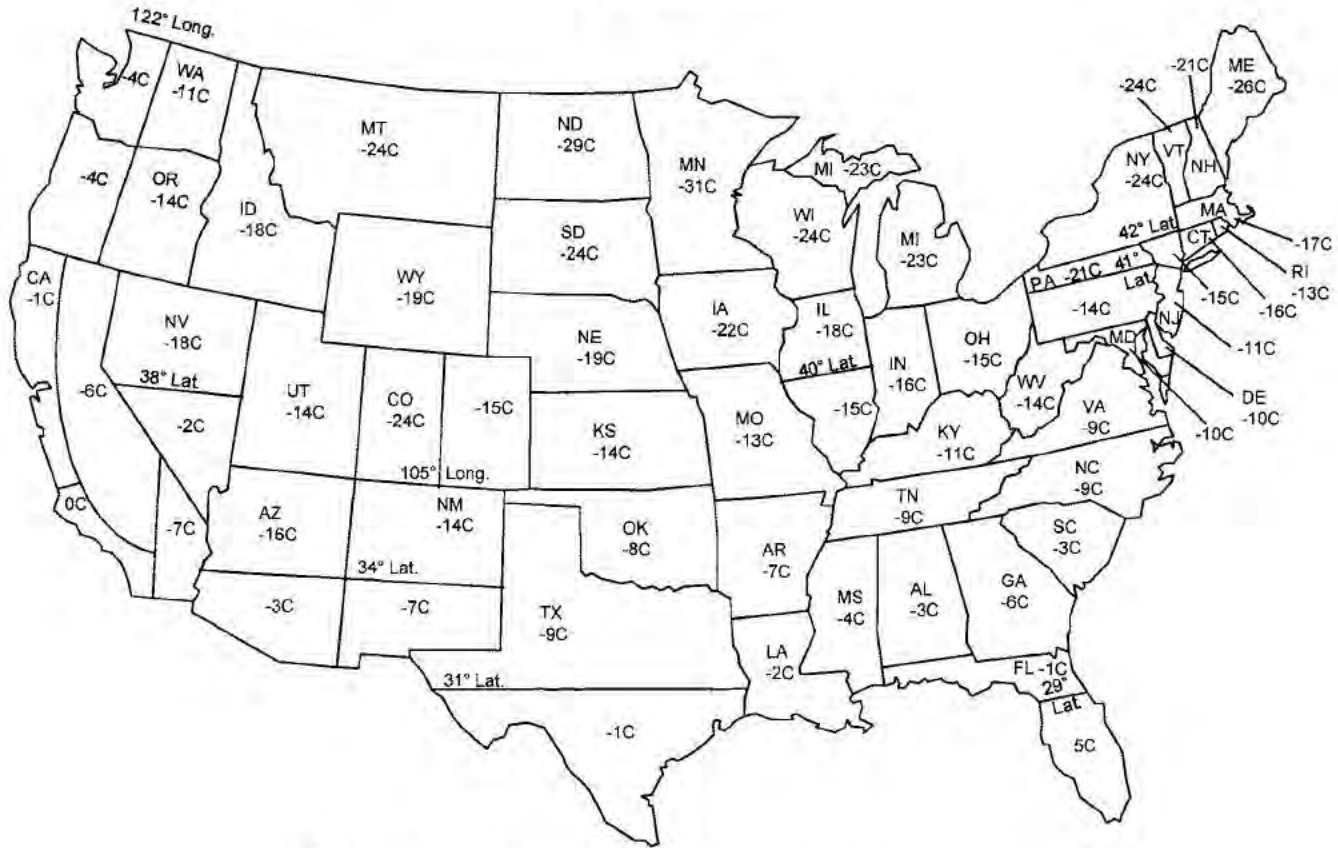 122° Long.
-4C
WA
-11C
-4C
OR
-14C
ID
-18C
MT
-24C
ND
-29C
MN
-31C
SD
-24C
WY
-19C
NE
-19C
IA
-22C
WI
-24C
MI -23C
MI
-23C
CA
-1C
NV
-18C
38° Lat
-6C
-2C
0C
-7C
UT
-14C
CO
-24C
105° Long.
-15C
KS
-14C
MO
-13C
IL
-18C
40° Lat
-15C
IN
-16C
OH
-15C
KY
-11C
WV
-14C
VA
-9C
AZ
-16C
-3C
NM
-14C
34° Lat.
-7C
TX
-9C
31° Lat.
-1C
OK
-8C
AR
-7C
LA
-2C
MS
-4C
AL
-3C
TN
-9C
NC
-9C
SC
-3C
GA
-6C
FL -1C
29°
Lat
5C
-24C
-21C
ME
-26C
NY
-24C
VT
NH
MA
42° Lat
CT
-17C
RI
-13C
-16C
-15C
PA -21C 41°
Lat.
-14C
NJ
-11C
MD
DE
-10C
-10C